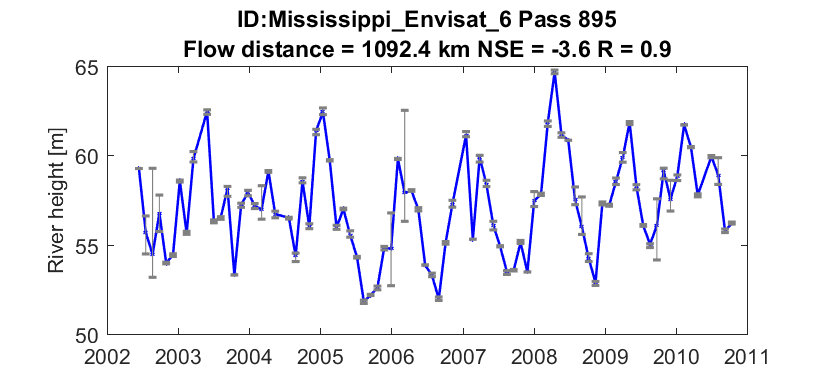 ID:Mississippi_Envisat_6 Pass 895
Flow distance = 1092.4 km NSE = -3.6 R = 0.9
65
60
River height [m]
55
50
2002 2003 2004 2005 2006 2007 2008 2009 2010 2011